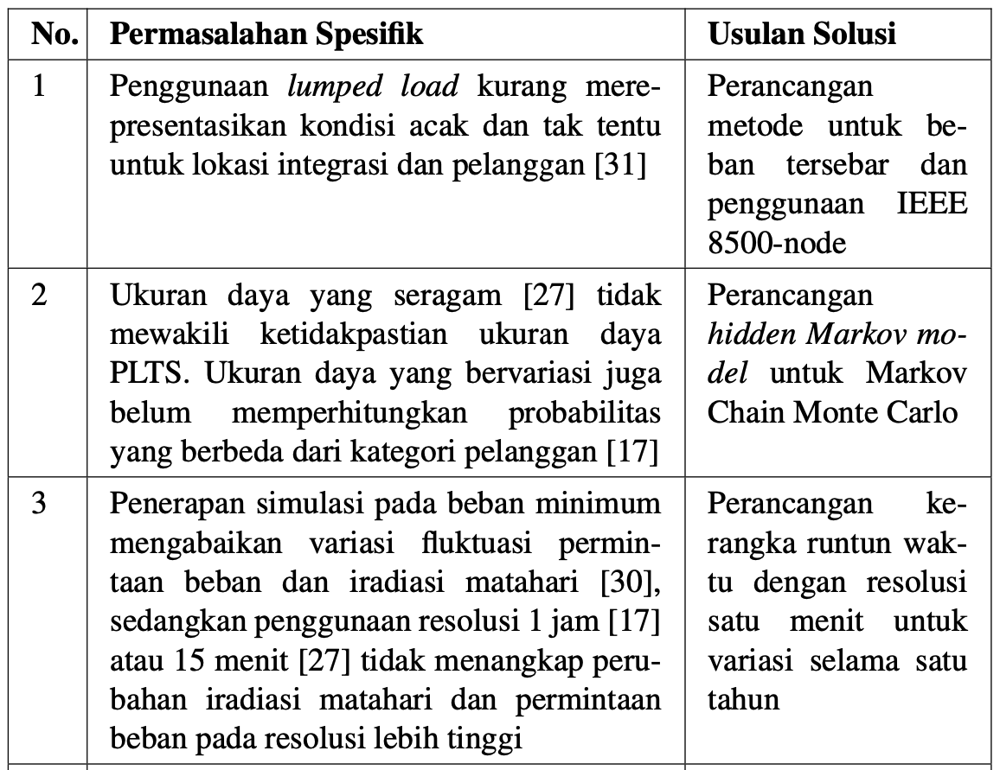 No. Permasalahan Spesifik Usulan Solusi
1 Penggunaan lumped load kurang mere-
presentasikan kondisi acak dan tak tentu
untuk lokasi integrasi dan pelanggan [31]
Perancangan
metode untuk be-
ban tersebar dan
penggunaan IEEE
8500-node
2 Ukuran daya yang seragam [27] tidak
mewakili ketidakpastian ukuran daya
PLTS. Ukuran daya yang bervariasi juga
belum memperhitungkan probabilitas
yang berbeda dari kategori pelanggan [17]
Perancangan
hidden Markov mo-
del untuk Markov
Chain Monte Carlo
3 Penerapan simulasi pada beban minimum
mengabaikan variasi fluktuasi permin-
taan beban dan iradiasi matahari [30],
sedangkan penggunaan resolusi 1 jam [17]
atau 15 menit [27] tidak menangkap peru-
bahan iradiasi matahari dan permintaan
beban pada resolusi lebih tinggi
Perancangan ke-
rangka runtun wak-
tu dengan resolusi
satu menit untuk
variasi selama satu
tahun